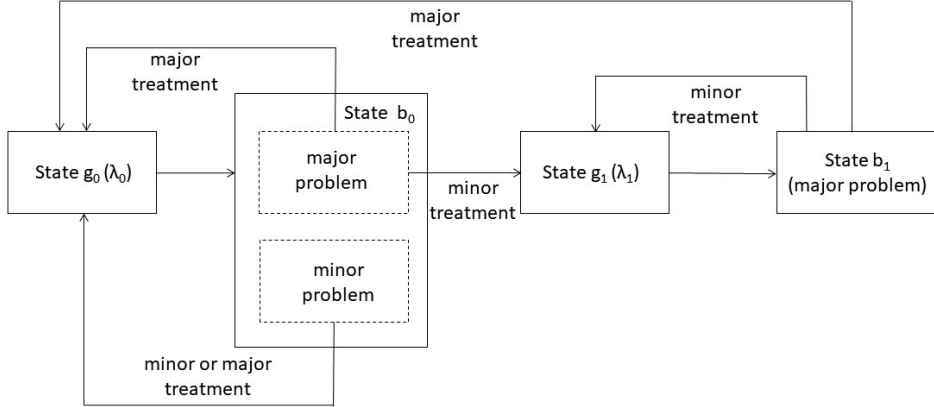 major
treatment
major
treatment
minor
treatment
State b₀
State g₀ (λ₀)
major
problem
minor
treatment
State g₁ (λ₁)
State b₁
(major problem)
minor
problem
minor or major
treatment